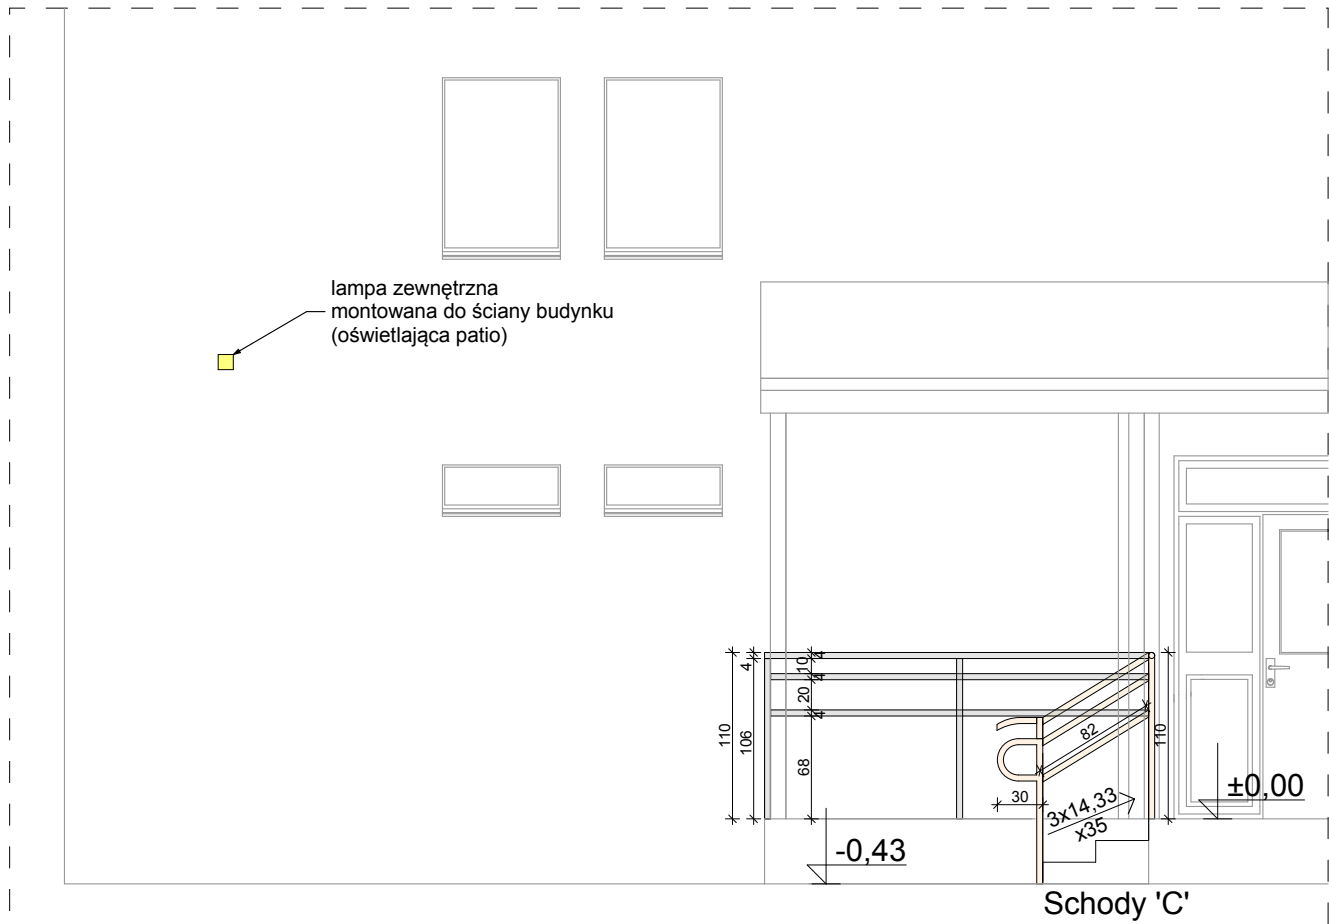 lampa zewnętrzna
montowana do ściany budynku
(oświetlająca patio)
4
10
4
4
20
4
110
106
68
82
110
30
3x14,33
x35
±0,00
-0,43
Schody 'C'